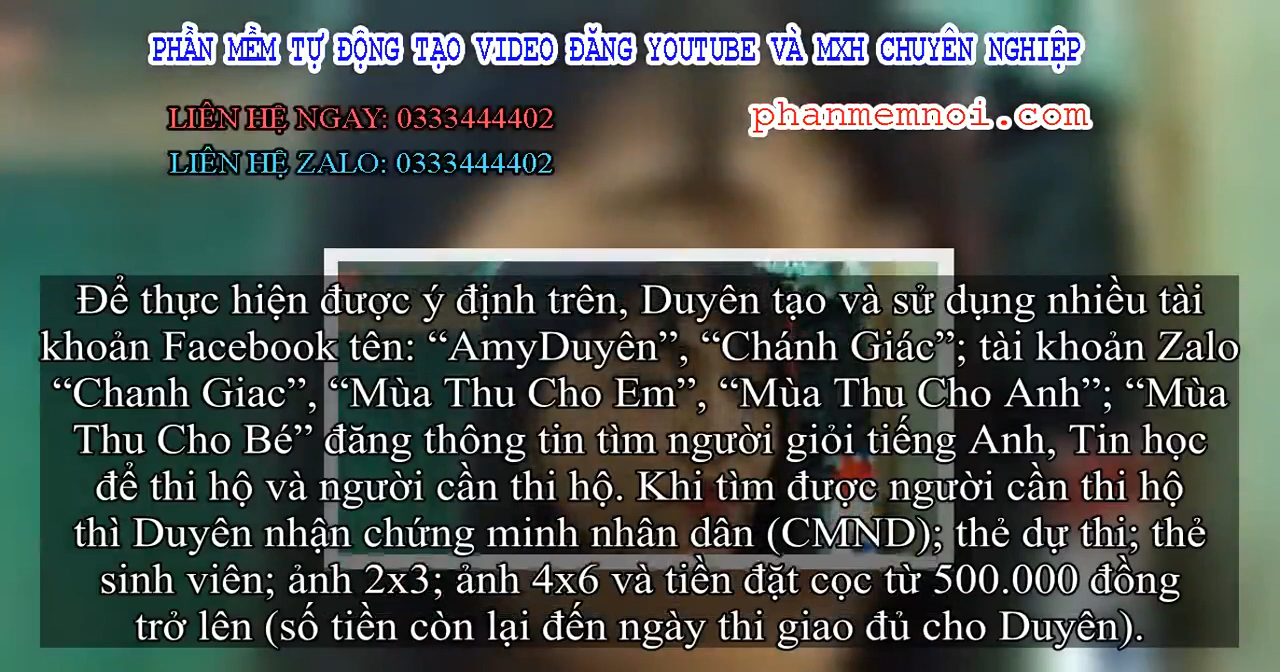 PHẦN MỀM TỰ ĐỘNG TẠO VIDEO ĐĂNG YOUTUBE VÀ MXH CHUYÊN NGHIỆP
LIÊN HỆ NGAY: 0333444402
phanmemnoi.com
LIÊN HỆ ZALO: 0333444402
Để thực hiện được ý định trên, Duyên tạo và sử dụng nhiều tài
khoản Facebook tên: “AmyDuyên”, “Chánh Giác”; tài khoản Zalo
“Chanh Giac”, “Mùa Thu Cho Em”, “Mùa Thu Cho Anh”; “Mùa
Thu Cho Bé” đăng thông tin tìm người giỏi tiếng Anh, Tin học
để thi hộ và người cần thi hộ. Khi tìm được người cần thi hộ
thì Duyên nhận chứng minh nhân dân (CMND); thẻ dự thi; thẻ
sinh viên; ảnh 2x3; ảnh 4x6 và tiền đặt cọc từ 500.000 đồng
trở lên (số tiền còn lại đến ngày thi giao đủ cho Duyên).